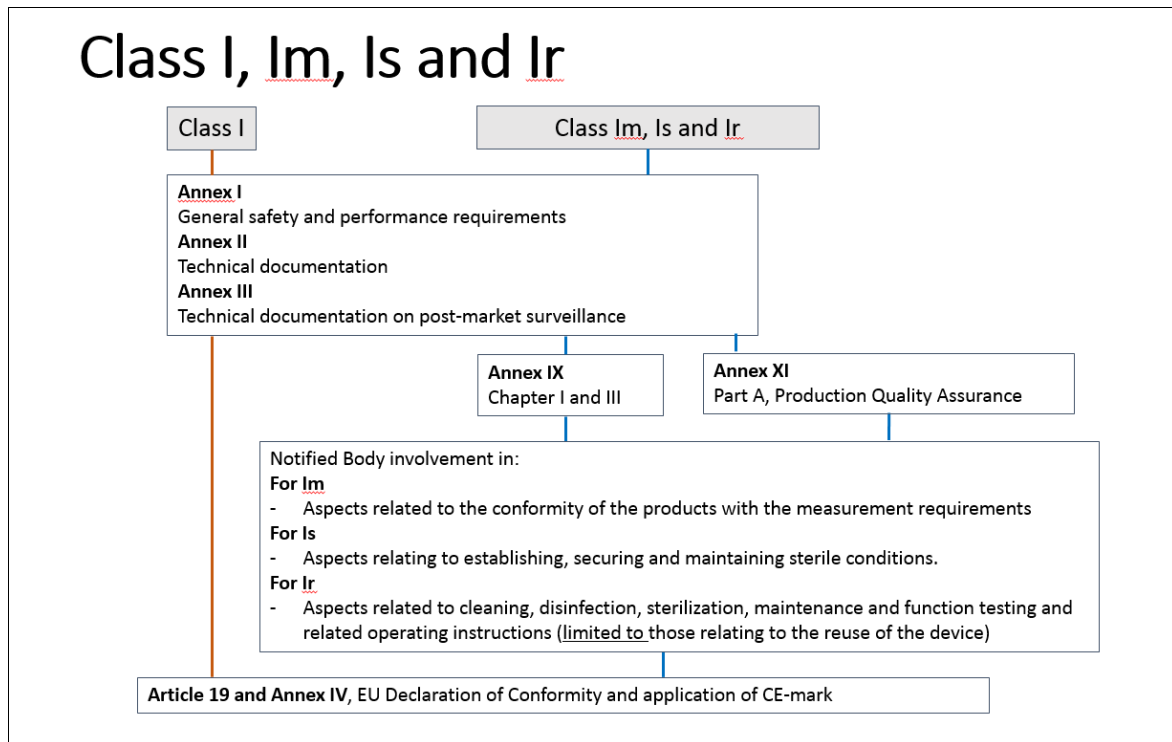 Class I, Im, Is and Ir
Class I
Class Im, Is and Ir
Annex I
General safety and performance requirements
Annex II
Technical documentation
Annex III
Technical documentation on post-market surveillance
Annex IX
Chapter I and III
Annex XI
Part A, Production Quality Assurance
Notified Body involvement in:
For Im
- Aspects related to the conformity of the products with the measurement requirements
For Is
- Aspects relating to establishing, securing and maintaining sterile conditions.
For Ir
- Aspects related to cleaning, disinfection, sterilization, maintenance and function testing and
related operating instructions (limited to those relating to the reuse of the device)
Article 19 and Annex IV, EU Declaration of Conformity and application of CE-mark